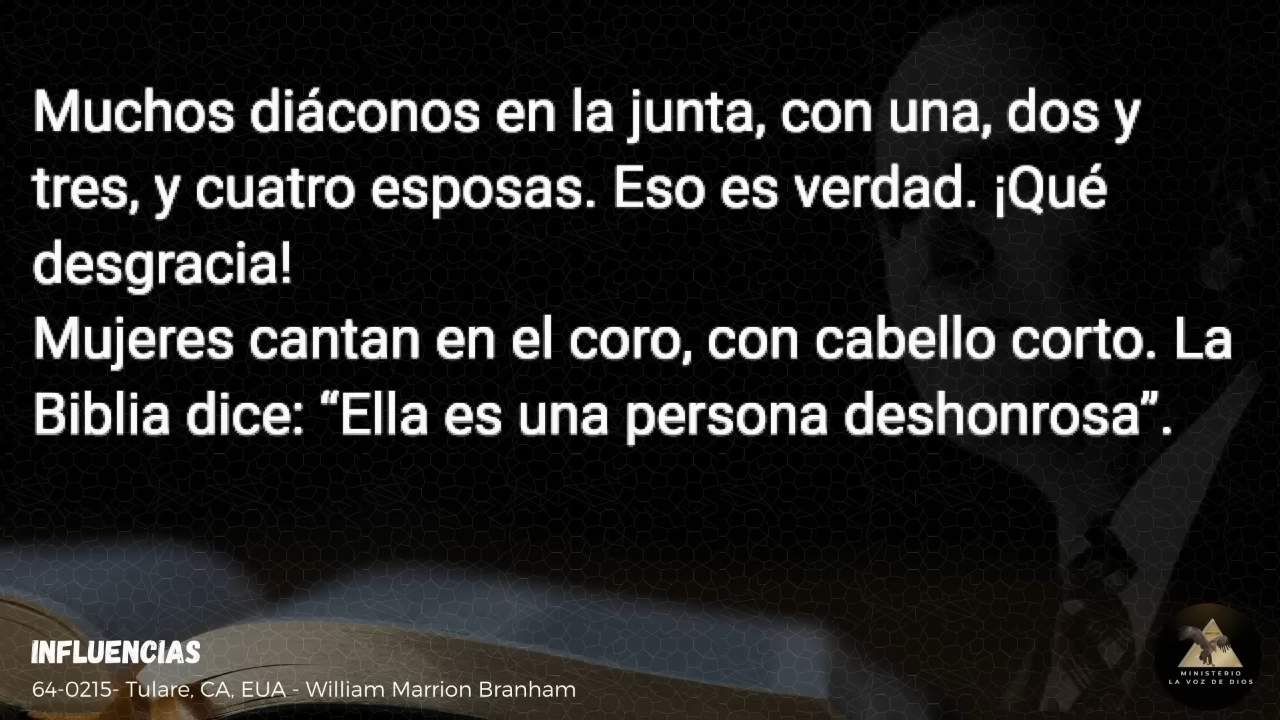 Muchos diáconos en la junta, con una, dos y
tres, y cuatro esposas. Eso es verdad. ¡Qué
desgracia!
Mujeres cantan en el coro, con cabello corto. La
Biblia dice: “Ella es una persona deshonrosa”.
INFLUENCIAS
64-0215- Tulare, CA, EUA - William Marrion Branham
MINISTERIO
LA VOZ DE DIOS